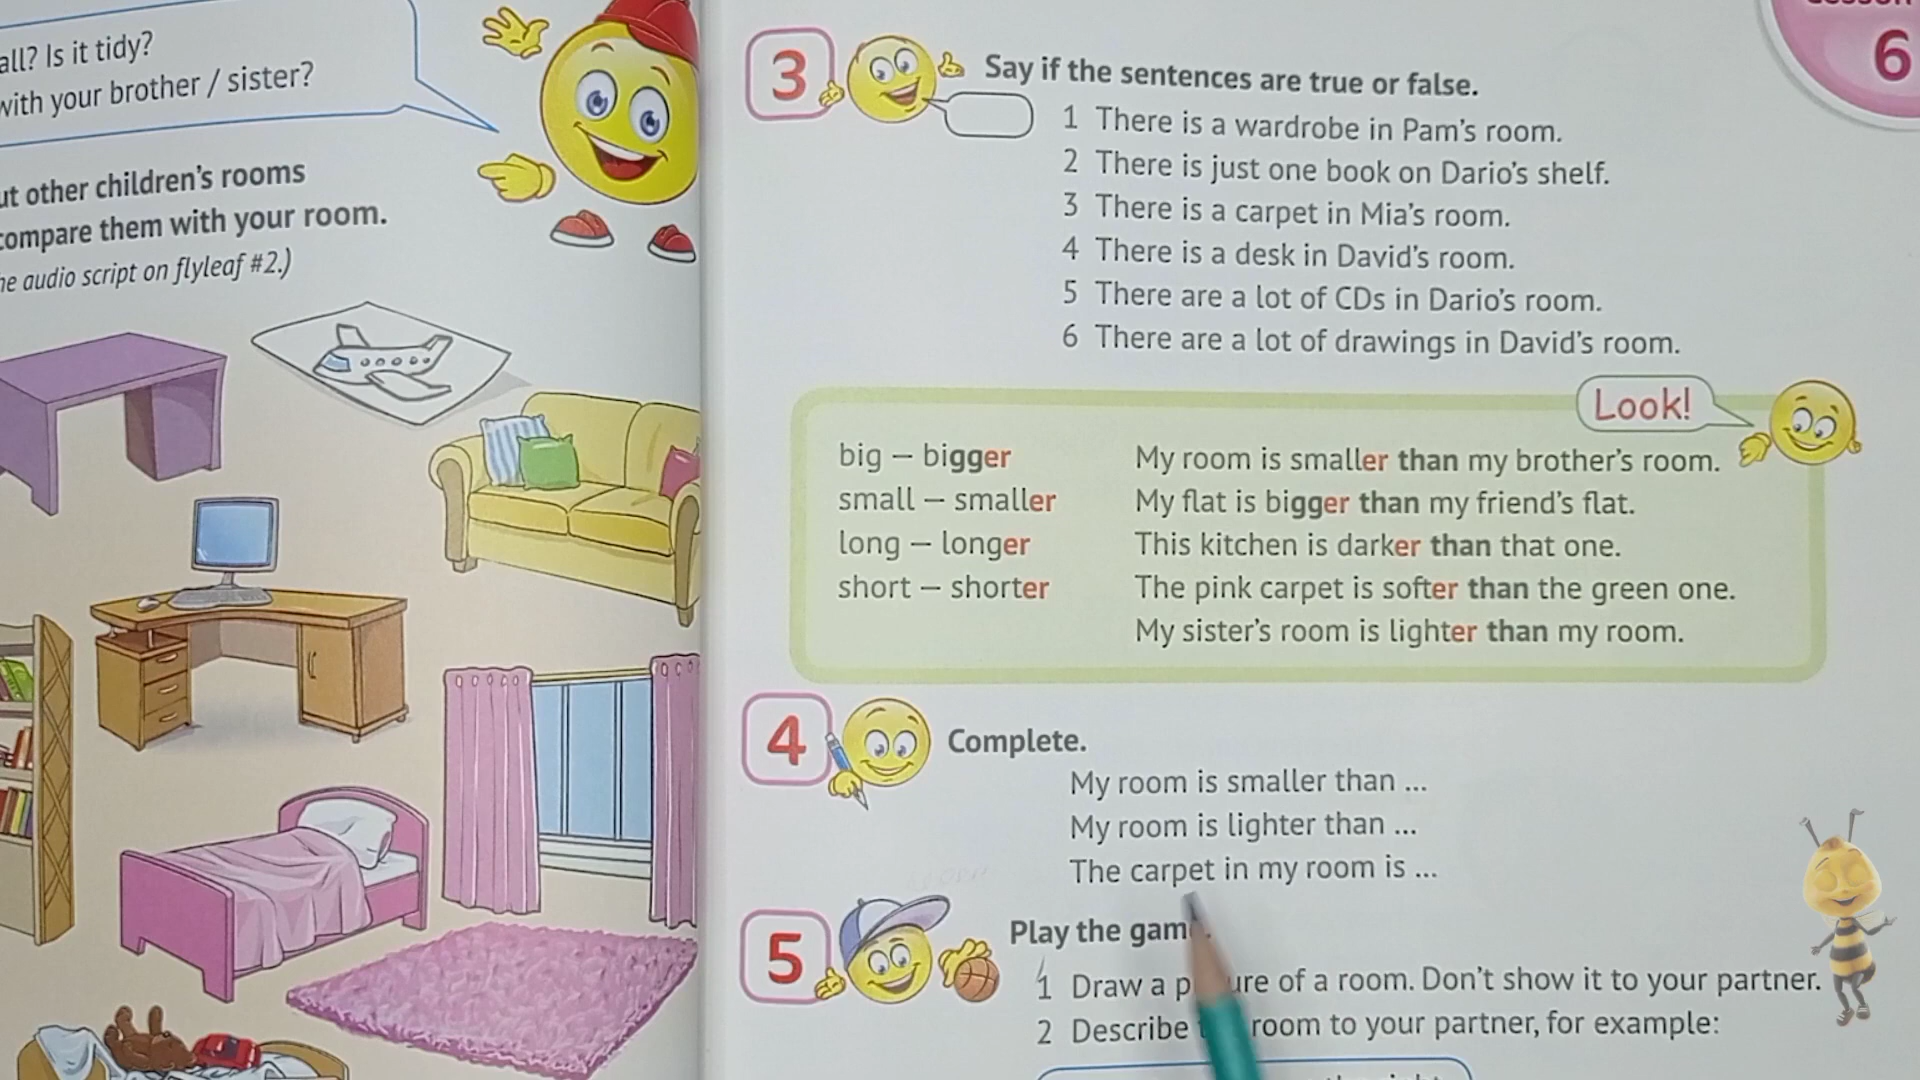 all? Is it tidy?
with your brother / sister?
other children's rooms
compare them with your room.
audio script on flyleaf #2.)
6
3
Say if the sentences are true or false.
1 There is a wardrobe in Pam's room.
2 There is just one book on Dario's shelf.
3 There is a carpet in Mia's room.
4 There is a desk in David's room.
5 There are a lot of CDs in Dario's room.
6 There are a lot of drawings in David's room.
Look!
big – bigger
small – smaller
long – longer
short – shorter
My room is smaller than my brother's room.
My flat is bigger than my friend's flat.
This kitchen is darker than that one.
The pink carpet is softer than the green one.
My sister's room is lighter than my room.
4
Complete.
My room is smaller than ...
My room is lighter than ...
The carpet in my room is ...
5
Play the gam
1 Draw a p ure of a room. Don't show it to your partner.
2 Describe room to your partner, for example: